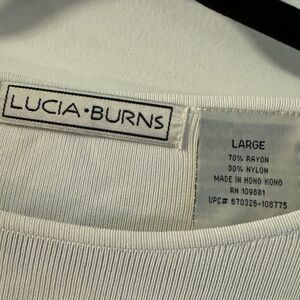 LUCIA•BURNS
LARGE
70% RAYON
30% NYLON
MADE IN HONG KONG
RN 109881
UPC# 670326-108775